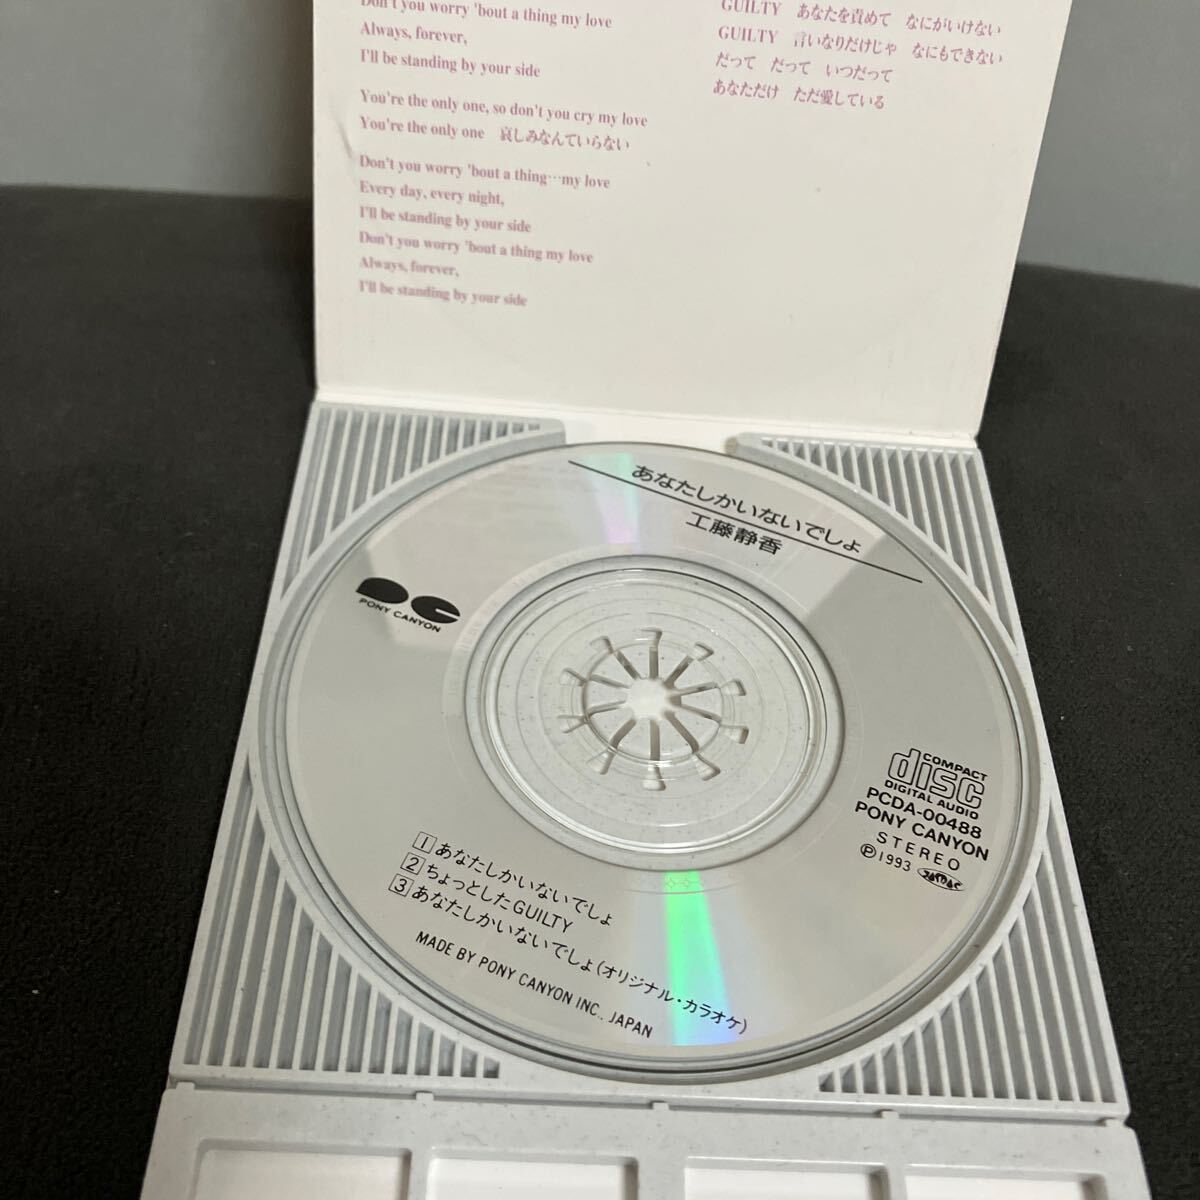 Don't you worry 'bout a thing my love
Always, forever,
I'll be standing by your side
You're the only one, so don't you cry my love
You're the only one 哀しみなんていらない
Don't you worry 'bout a thing…my love
Every day, every night,
I'll be standing by your side
Don't you worry 'bout a thing my love
Always, forever,
I'll be standing by your side
GUILTY あなたを責めて なにがいけない
GUILTY 言いなりだけじゃ なにもできない
だって だって いつだって
あなただけ ただ愛している
あなたしかいないでしょ
工藤静香
PONY CANYON
COMPACT
disc
DIGITAL AUDIO
PCDA-00488
PONY CANYON
STEREO
Ⓟ1993 JASRAC
1 あなたしかいないでしょ
2 ちょっとしたGUILTY
3 あなたしかいないでしょ(オリジナル・カラオケ)
MADE BY PONY CANYON INC., JAPAN